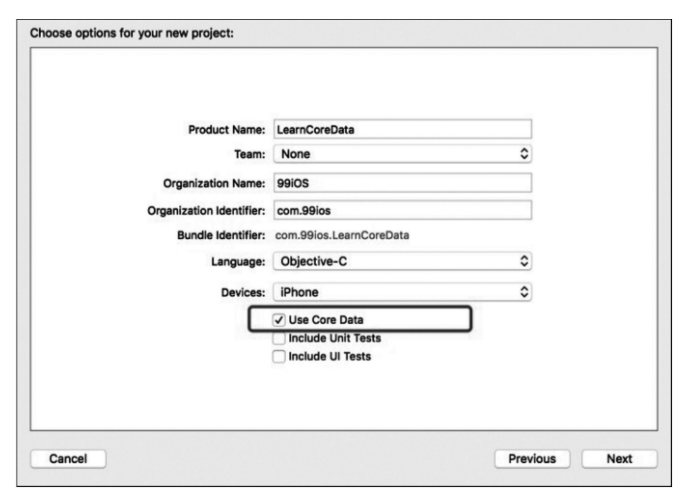 Choose options for your new project:
Product Name: LearnCoreData
Team: None
Organization Name: 99iOS
Organization Identifier: com.99ios
Bundle Identifier: com.99ios.LearnCoreData
Language: Objective-C
Devices: iPhone
Use Core Data
Include Unit Tests
Include UI Tests
Cancel Previous Next